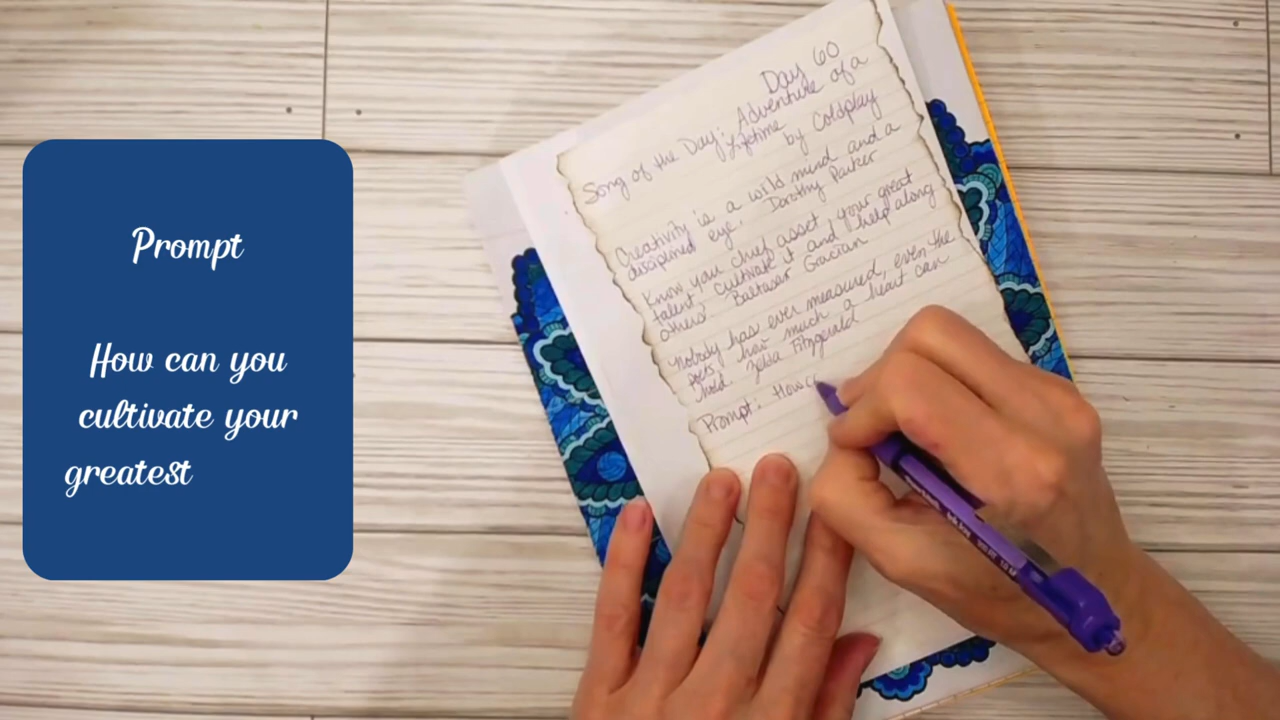 Prompt
How can you
cultivate your
greatest
Day 60
Song of the Day: Adventure of a
Lifetime by Coldplay
Creativity is a wild mind and a
disciplined eye. Dorothy Parker
Know you chief asset, your great
talent, cultivate it and help along
others. Baltasar Gracian
Nobody has ever measured, even the
poets how much a heart can
hold. Zelda Fitzgerald
Prompt: How c